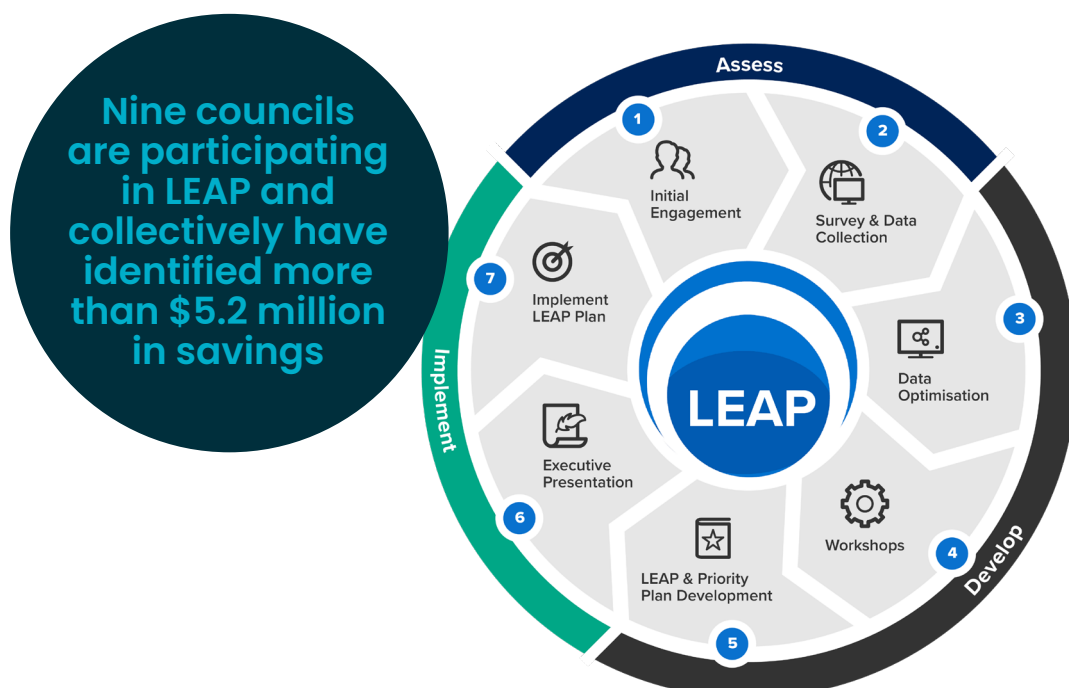 Nine councils
are participating
in LEAP and
collectively have
identified more
than $5.2 million
in savings
Assess
1
Initial
Engagement
2
Survey & Data
Collection
3
Data
Optimisation
4
Workshops
Develop
5
LEAP & Priority
Plan Development
6
Executive
Presentation
Implement
7
Implement
LEAP Plan
LEAP